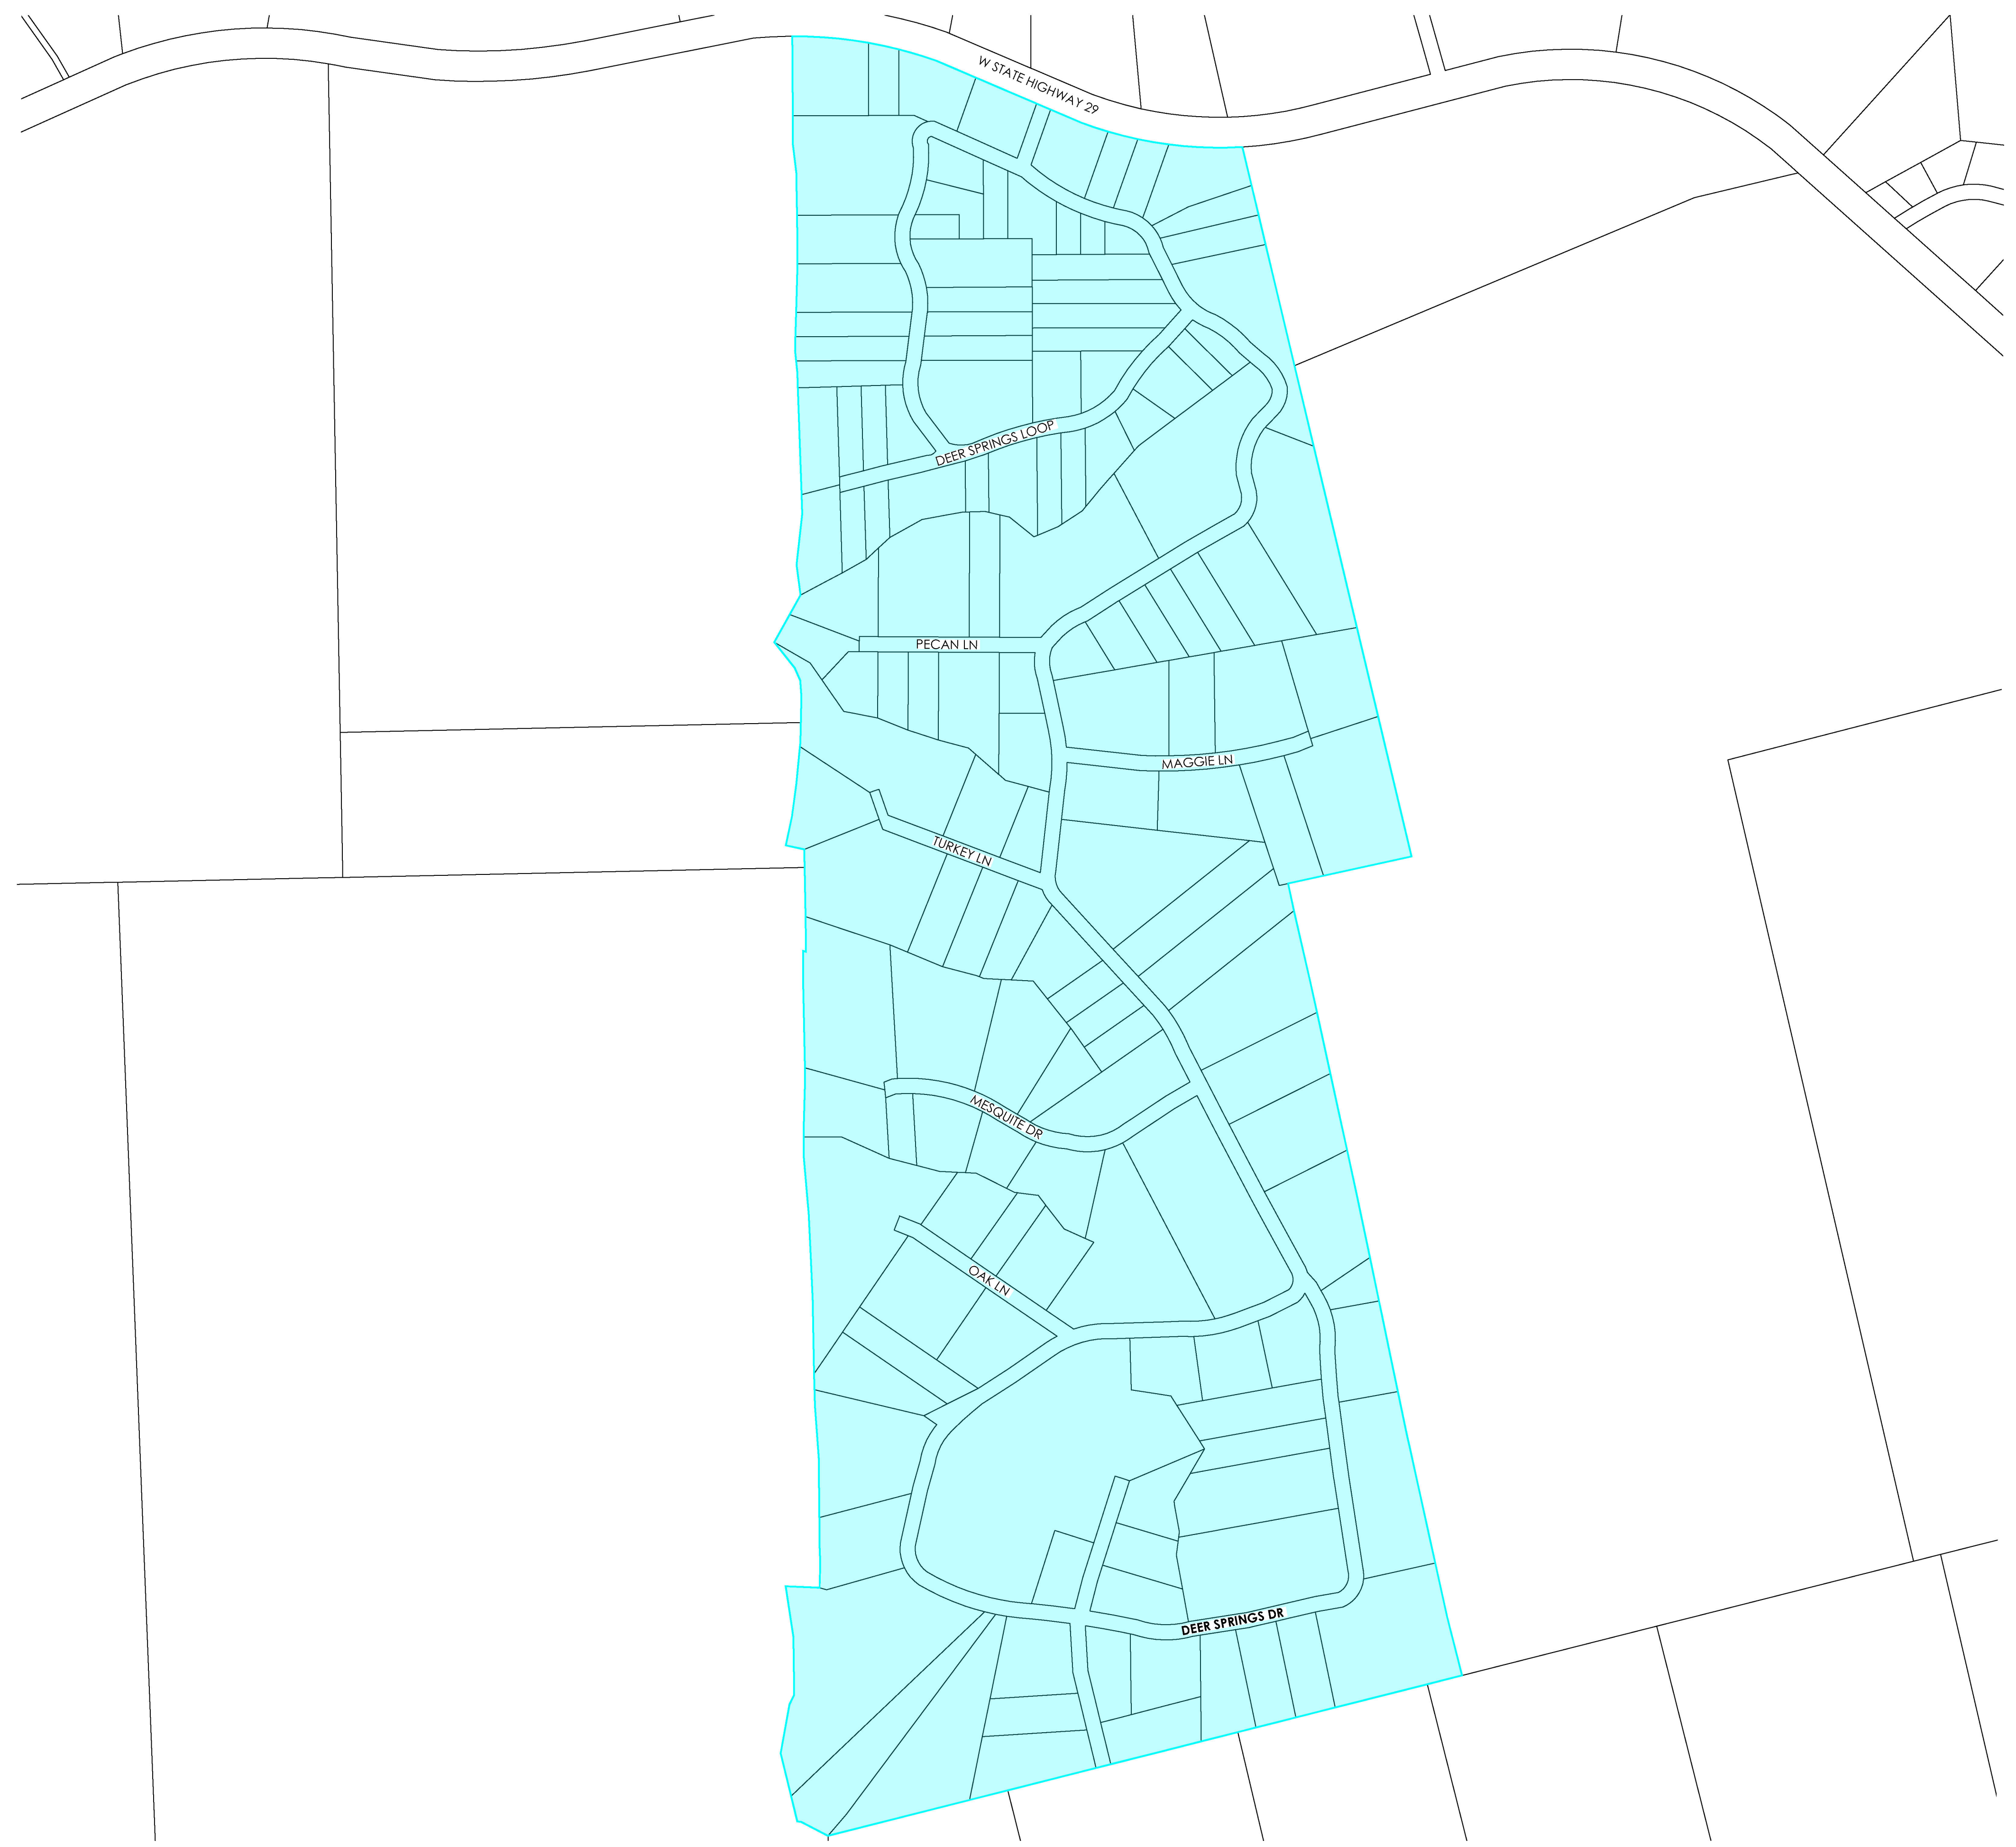 W STATE HIGHWAY 29
DEER SPRINGS LOOP
PECAN LN
MAGGIE LN
TURKEY LN
MESQUITE DR
OAK LN
DEER SPRINGS DR